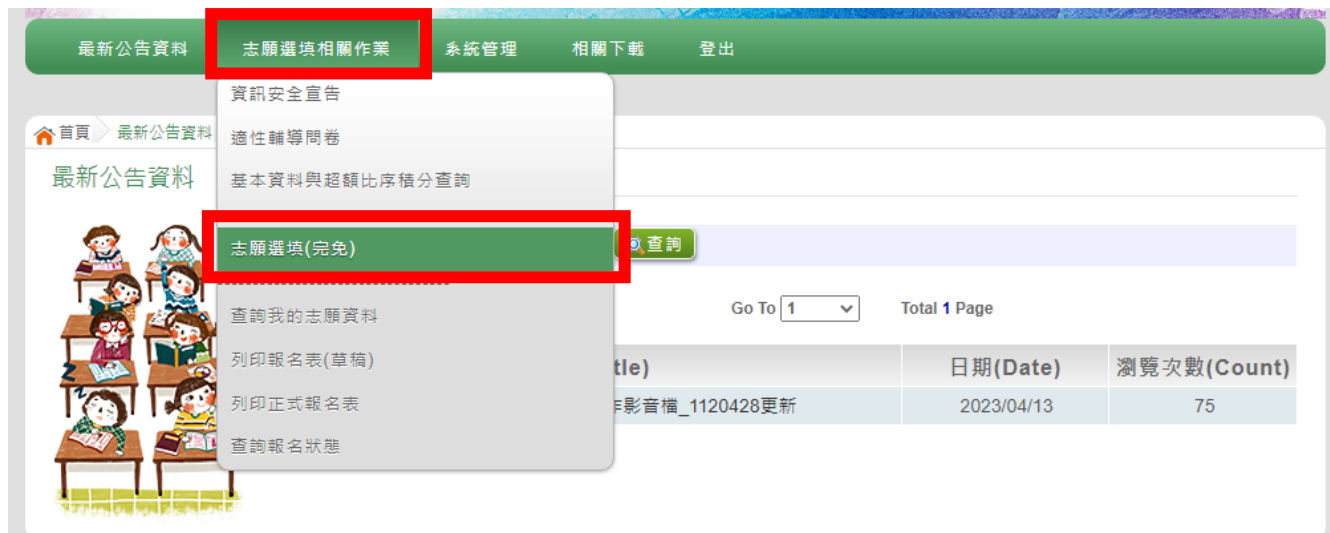 最新公告資料 志願選填相關作業 系統管理 相關下載 登出
資訊安全宣告
首頁 最新公告資料
適性輔導問卷
最新公告資料
基本資料與超額比序積分查詢
志願選填(完免)
查詢
查詢我的志願資料
Go To 1 Total 1 Page
列印報名表(草稿)
tle) 日期(Date) 瀏覽次數(Count)
列印正式報名表
影音檔_1120428更新 2023/04/13 75
查詢報名狀態